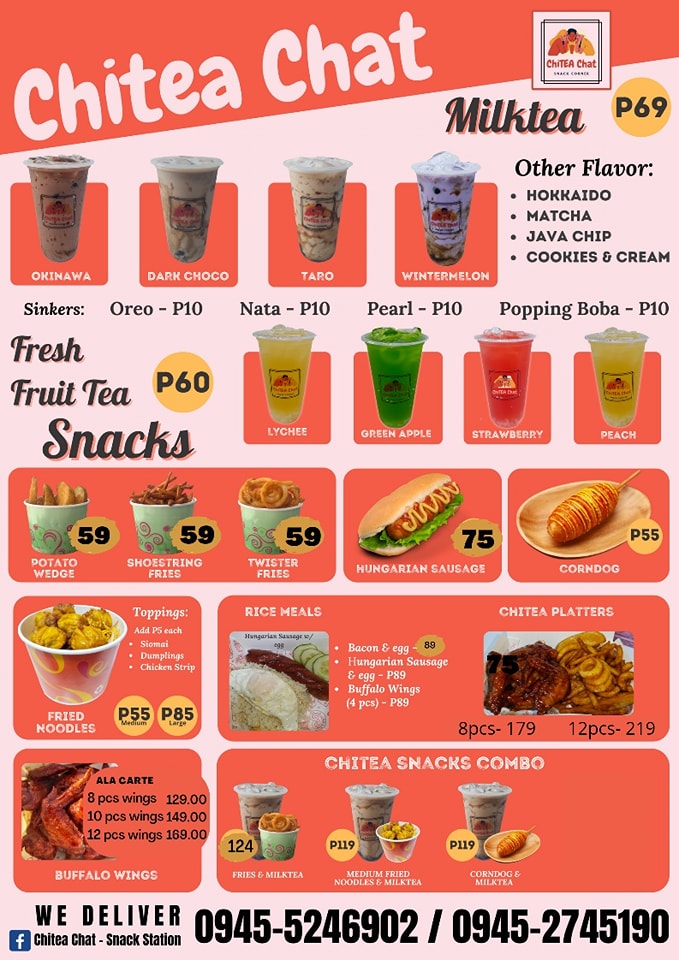 Chitea Chat
ChiTEA Chat
SNACK CORNER
Milktea
P69
OKINAWA
DARK CHOCO
TARO
WINTERMELON
Other Flavor:
• HOKKAIDO
• MATCHA
• JAVA CHIP
• COOKIES & CREAM
Sinkers: Oreo - P10 Nata - P10 Pearl - P10 Popping Boba - P10
Fresh
Fruit Tea
P60
LYCHEE
GREEN APPLE
STRAWBERRY
PEACH
Snacks
59
POTATO
WEDGE
59
SHOESTRING
FRIES
59
TWISTER
FRIES
75
HUNGARIAN SAUSAGE
P55
CORNDOG
Toppings:
Add P5 each
• Siomai
• Dumplings
• Chicken Strip
FRIED
NOODLES
P55
Medium
P85
Large
RICE MEALS
Hungarian Sausage w/
egg
• Bacon & egg - 89
• Hungarian Sausage
& egg - P89
• Buffalo Wings
(4 pcs) - P89
CHITEA PLATTERS
75
8pcs- 179 12pcs- 219
ALA CARTE
8 pcs wings 129.00
10 pcs wings 149.00
12 pcs wings 169.00
BUFFALO WINGS
CHITEA SNACKS COMBO
124
FRIES & MILKTEA
P119
MEDIUM FRIED
NOODLES & MILKTEA
P119
CORNDOG &
MILKTEA
WE DELIVER
Chitea Chat - Snack Station
0945-5246902 / 0945-2745190